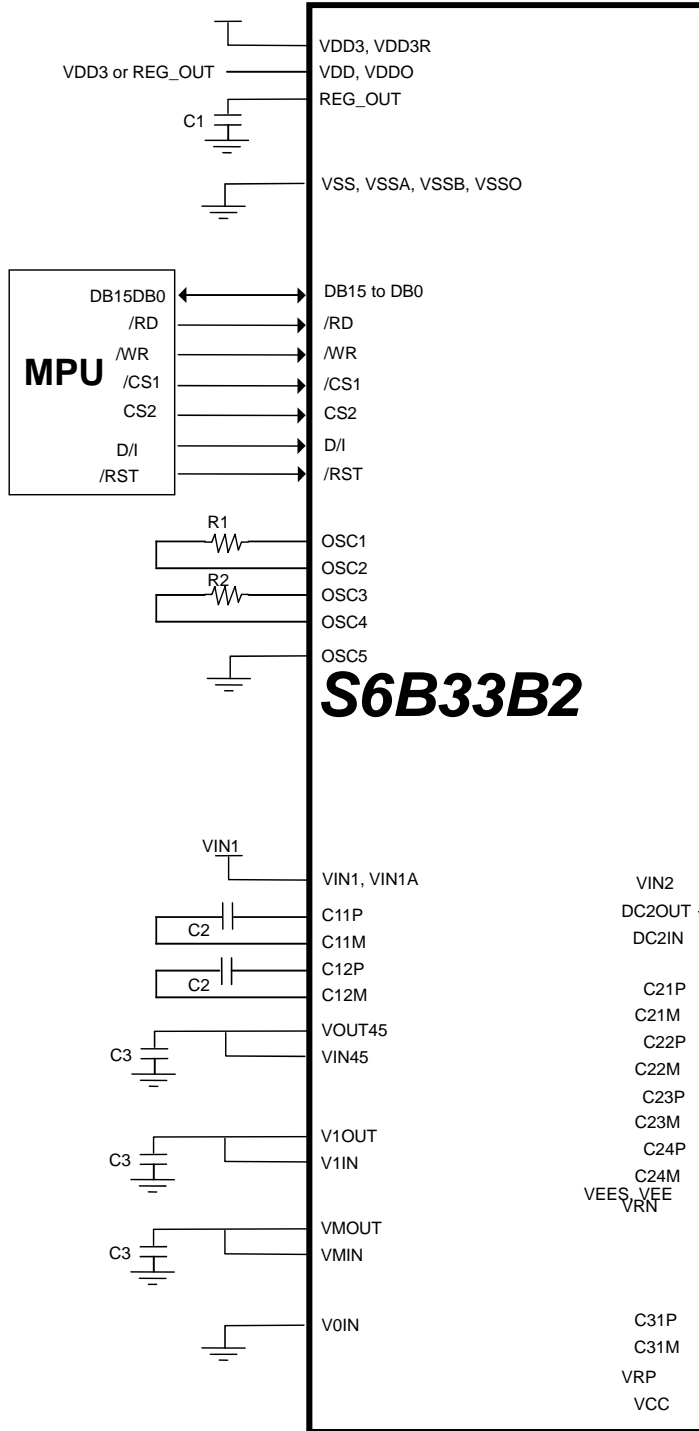 VDD3, VDD3R
VDD3 or REG_OUT
VDD, VDDO
REG_OUT
C1
VSS, VSSA, VSSB, VSSO
MPU
DB15DB0
/RD
/WR
/CS1
CS2
D/I
/RST
DB15 to DB0
/RD
/WR
/CS1
CS2
D/I
/RST
R1
OSC1
OSC2
R2
OSC3
OSC4
OSC5
S6B33B2
VIN1
VIN1, VIN1A
C2
C11P
C11M
C2
C12P
C12M
C3
VOUT45
VIN45
C3
V1OUT
V1IN
C3
VMOUT
VMIN
V0IN
VIN2
DC2OUT
DC2IN
C21P
C21M
C22P
C22M
C23P
C23M
C24P
C24M
VEES, VEE
VRN
C31P
C31M
VRP
VCC